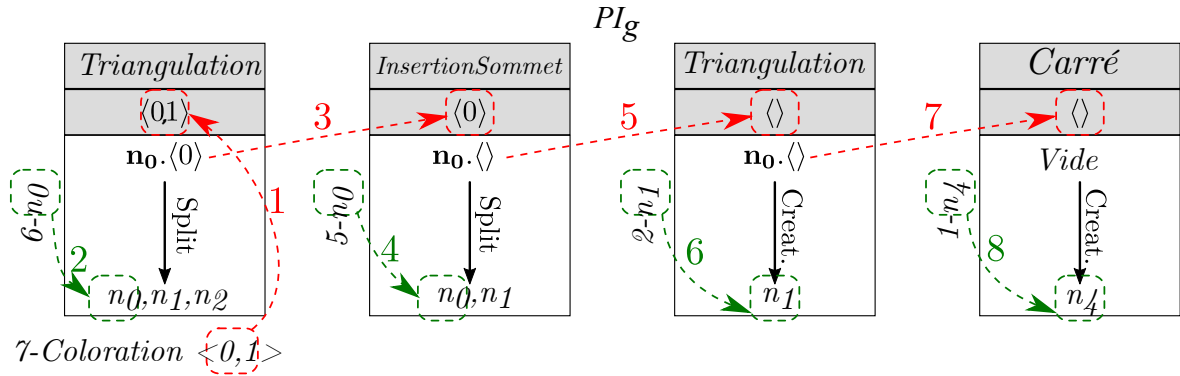 PIg
Triangulation
⟨0,1⟩
n0.⟨0⟩
Split
n0,n1,n2
6-n0
1
2
7-Coloration <0,1>
3
InsertionSommet
⟨0⟩
n0.⟨⟩
Split
n0,n1
5-n0
4
5
Triangulation
⟨⟩
n0.⟨⟩
Creat.
n1
2-n1
6
7
Carré
⟨⟩
Vide
Creat.
n4
1-n4
8